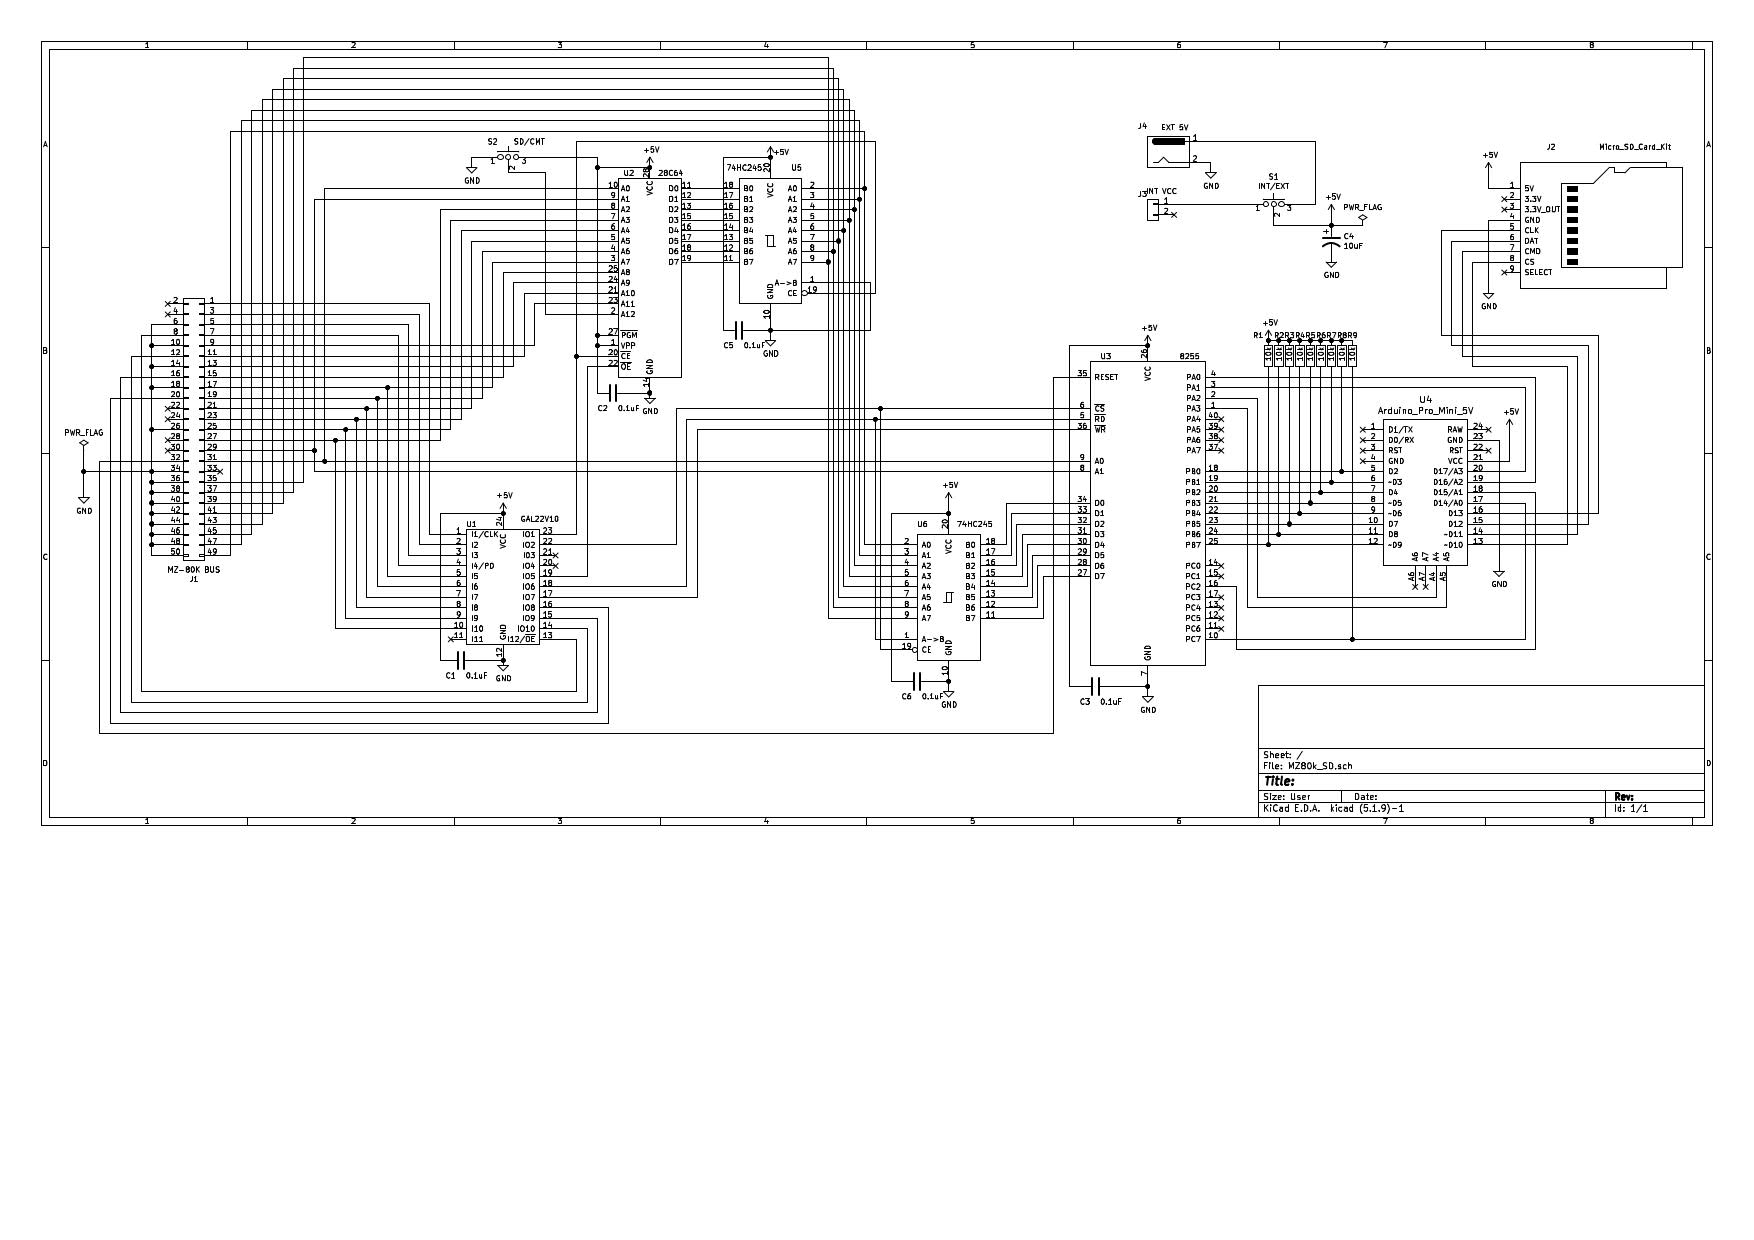 1 2 3 4 5 6 7 8
A
B
C
D
S2 SD/CMT
1 2 3
GND
+5V
U2 28C64
VCC
28
10 A0 D0 11
9 A1 D1 12
8 A2 D2 13
7 A3 D3 15
6 A4 D4 16
5 A5 D5 17
4 A6 D6 18
3 A7 D7 19
25 A8
24 A9
21 A10
23 A11
2 A12
27 PGM
1 VPP
20 CE
22 OE
GND
14
C2 0.1uF GND
+5V
74HC245 U5
VCC
20
18 B0 A0 2
17 B1 A1 3
16 B2 A2 4
15 B3 A3 5
14 B4 A4 6
13 B5 A5 7
12 B6 A6 8
11 B7 A7 9
A->B 1
CE 19
GND
10
C5 0.1uF
GND
J4 EXT 5V
1
2
GND
J3 INT VCC
1
2
S1
INT/EXT
1 2 3
+5V
PWR_FLAG
C4
10uF
GND
J2 Micro_SD_Card_Kit
+5V
1 5V
2 3.3V
3 3.3V_OUT
4 GND
5 CLK
6 DAT
7 CMD
8 CS
9 SELECT
GND
2 1
4 3
6 5
8 7
10 9
12 11
14 13
16 15
18 17
20 19
22 21
24 23
26 25
28 27
30 29
32 31
34 33
36 35
38 37
40 39
42 41
44 43
46 45
48 47
50 49
MZ-80K BUS
J1
PWR_FLAG
GND
+5V
U1 GAL22V10
VCC
24
1 I1/CLK IO1 23
2 I2 IO2 22
3 I3 IO3 21
4 I4/PD IO4 20
5 I5 IO5 19
6 I6 IO6 18
7 I7 IO7 17
8 I8 IO8 16
9 I9 IO9 15
10 I10 IO10 14
11 I11 I12/OE 13
GND
12
C1 0.1uF GND
+5V
U6 74HC245
VCC
20
2 A0 B0 18
3 A1 B1 17
4 A2 B2 16
5 A3 B3 15
6 A4 B4 14
7 A5 B5 13
8 A6 B6 12
9 A7 B7 11
1 A->B
19 CE
GND
10
C6 0.1uF
GND
+5V
U3 8255
VCC
26
35 RESET PA0 4
PA1 3
PA2 2
6 CS PA3 1
5 RD PA4 40
36 WR PA5 39
PA6 38
PA7 37
9 A0
8 A1 PB0 18
PB1 19
PB2 20
34 D0 PB3 21
33 D1 PB4 22
32 D2 PB5 23
31 D3 PB6 24
30 D4 PB7 25
29 D5
28 D6 PC0 14
27 D7 PC1 15
PC2 16
PC3 17
PC4 13
PC5 12
PC6 11
PC7 10
GND
7
C3 0.1uF
GND
+5V
R1 R2 R3 R4 R5 R6 R7 R8 R9
10k 10k 10k 10k 10k 10k 10k 10k 10k
U4
Arduino_Pro_Mini_5V
+5V
1 D1/TX RAW 24
2 D0/RX GND 23
3 RST RST 22
4 GND VCC 21
5 D2 D17/A3 20
6 ~D3 D16/A2 19
7 D4 D15/A1 18
8 ~D5 D14/A0 17
9 ~D6 D13 16
10 D7 D12 15
11 D8 ~D11 14
12 ~D9 ~D10 13
A6 A7 A4 A5
A6 A7 A4 A5
GND
Sheet: /
File: MZ80k_SD.sch
Title:
Size: User Date: Rev:
KiCad E.D.A. kicad (5.1.9)-1 Id: 1/1
1 2 3 4 5 6 7 8